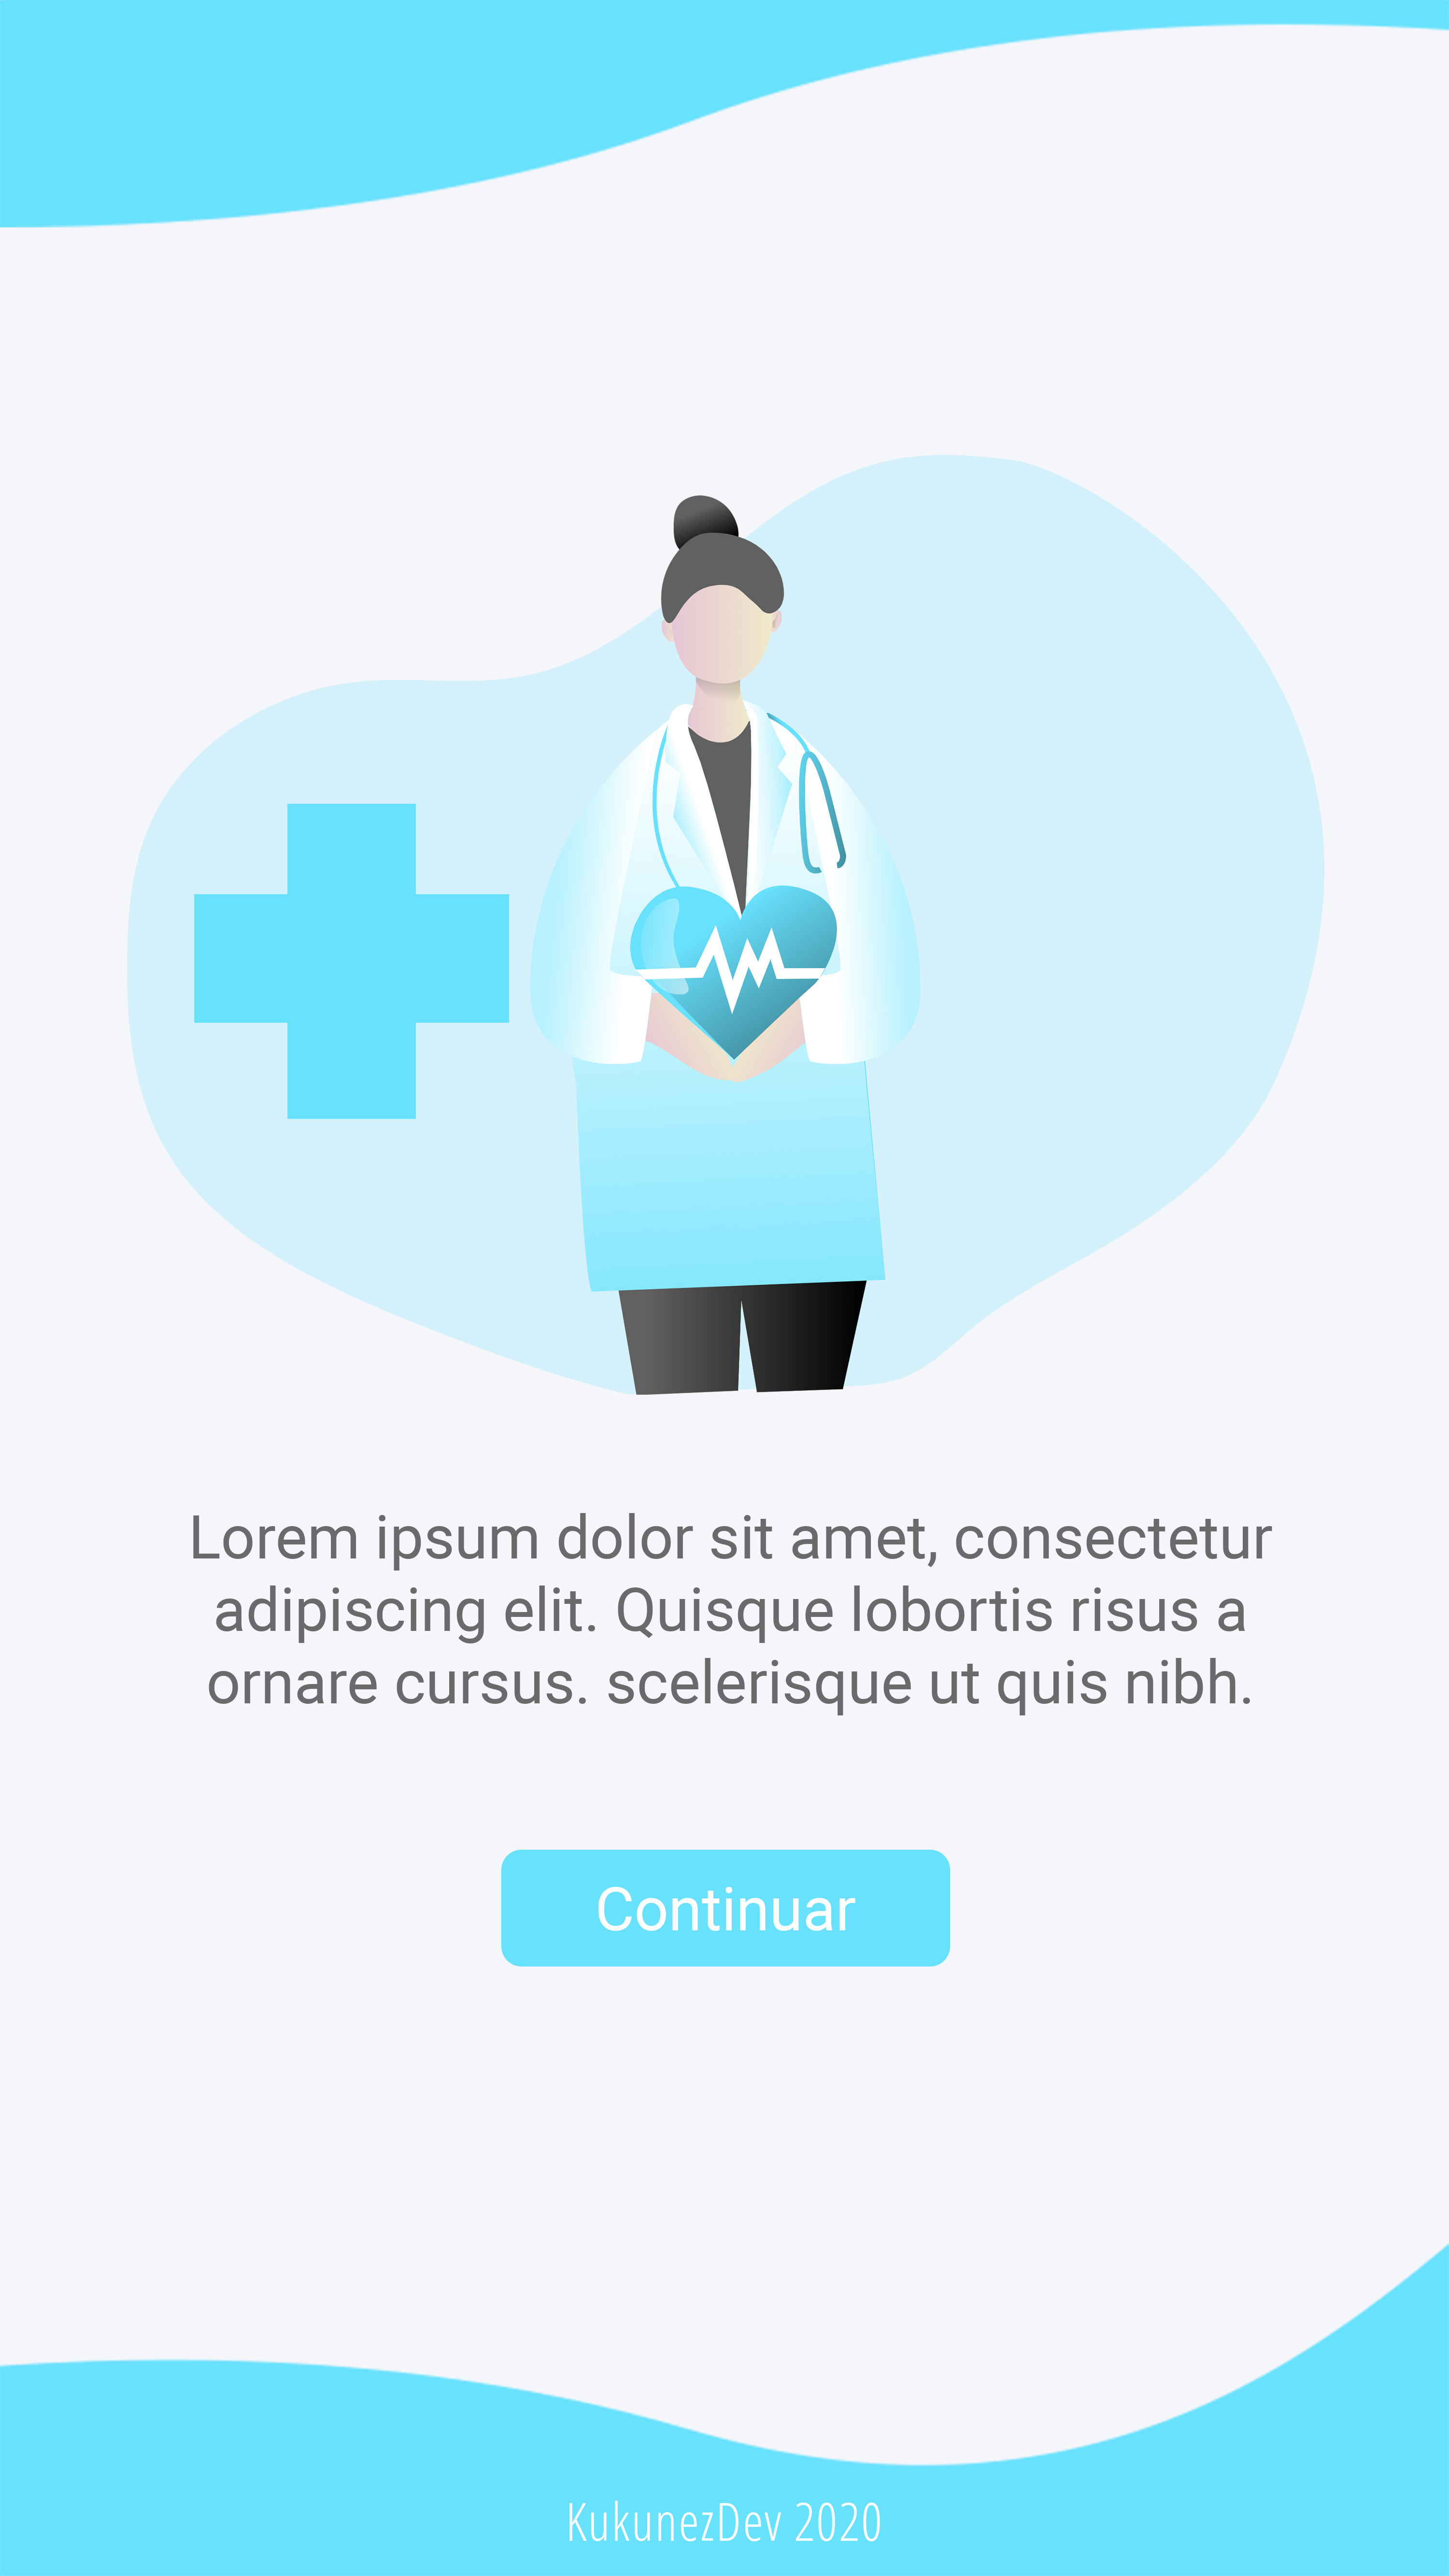 Lorem ipsum dolor sit amet, consectetur
adipiscing elit. Quisque lobortis risus a
ornare cursus. scelerisque ut quis nibh.
Continuar
KukunezDev 2020